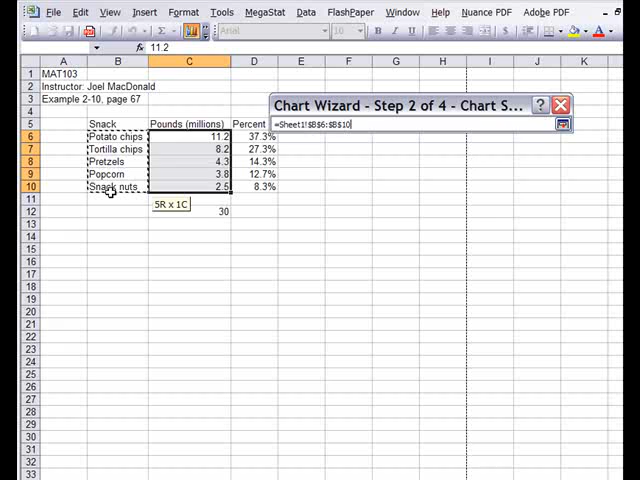 File Edit View Insert Format Tools MegaStat Data FlashPaper Window Help Nuance PDF Adobe PDF
Arial B I U
fx 11.2
A B C D E F G H I J K
1 MAT103
2 Instructor: Joel MacDonald
3 Example 2-10, page 67
Chart Wizard - Step 2 of 4 - Chart S... ?
4
5 Snack Pounds (millions) Percent =Sheet1!$B$6:$B$10
6 Potato chips 11.2 37.3%
7 Tortilla chips 8.2 27.3%
8 Pretzels 4.3 14.3%
9 Popcorn 3.8 12.7%
10 Snack nuts 2.5 8.3%
11 5R x 1C
12 30
13
14
15
16
17
18
19
20
21
22
23
24
25
26
27
28
29
30
31
32
33